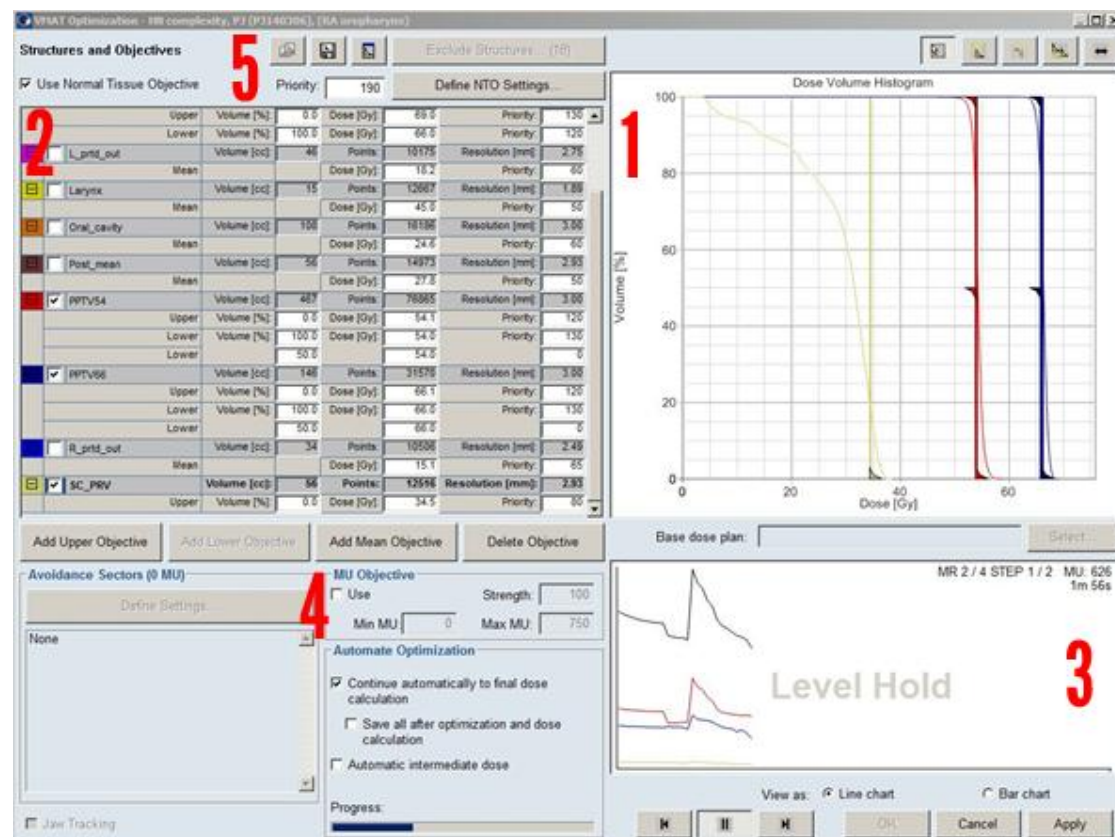 VMAT Optimization - HN complexity, PJ (PJ140306), (RA oropharynx)
Structures and Objectives
5
Exclude Structures... (18)
Use Normal Tissue Objective Priority: 190 Define NTO Settings...
2
Upper Volume [%]: 0.0 Dose [Gy]: 69.0 Priority: 130
Lower Volume [%]: 100.0 Dose [Gy]: 66.0 Priority: 120
L_prtd_out Volume [cc]: 46 Points: 10175 Resolution [mm]: 2.75
Mean Dose [Gy]: 18.2 Priority: 60
Larynx Volume [cc]: 15 Points: 12667 Resolution [mm]: 1.89
Mean Dose [Gy]: 45.0 Priority: 50
Oral_cavity Volume [cc]: 108 Points: 16186 Resolution [mm]: 3.00
Mean Dose [Gy]: 24.6 Priority: 60
Post_mean Volume [cc]: 56 Points: 14973 Resolution [mm]: 2.93
Mean Dose [Gy]: 27.8 Priority: 50
PPTV54 Volume [cc]: 467 Points: 76865 Resolution [mm]: 3.00
Upper Volume [%]: 0.0 Dose [Gy]: 54.1 Priority: 120
Lower Volume [%]: 100.0 Dose [Gy]: 54.0 Priority: 130
Lower 50.0 54.0 0
PPTV66 Volume [cc]: 146 Points: 31570 Resolution [mm]: 3.00
Upper Volume [%]: 0.0 Dose [Gy]: 66.1 Priority: 120
Lower Volume [%]: 100.0 Dose [Gy]: 66.0 Priority: 130
Lower 50.0 66.0 0
R_prtd_out Volume [cc]: 34 Points: 10506 Resolution [mm]: 2.49
Mean Dose [Gy]: 15.1 Priority: 65
SC_PRV Volume [cc]: 56 Points: 12516 Resolution [mm]: 2.93
Upper Volume [%]: 0.0 Dose [Gy]: 34.5 Priority: 80
Dose Volume Histogram
1
100
80
60
40
20
0
Volume [%]
0 20 40 60
Dose [Gy]
Add Upper Objective Add Lower Objective Add Mean Objective Delete Objective
Base dose plan: Select...
Avoidance Sectors (0 MU)
Define Settings...
None
Jaw Tracking
4
MU Objective
Use Strength: 100
Min MU: 0 Max MU: 750
Automate Optimization
Continue automatically to final dose
calculation
Save all after optimization and dose
calculation
Automatic intermediate dose
Progress:
MR 2 / 4 STEP 1 / 2 MU: 626
1m 56s
Level Hold
3
View as: Line chart Bar chart
OK Cancel Apply